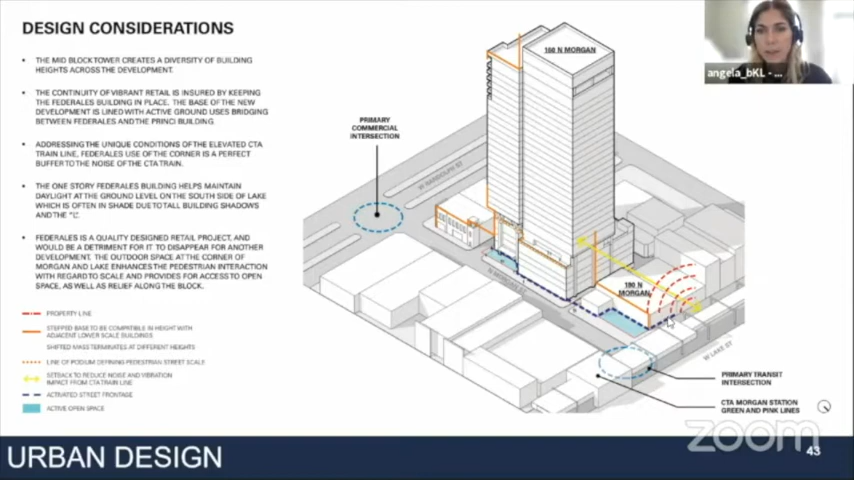 DESIGN CONSIDERATIONS
• THE MID BLOCK TOWER CREATES A DIVERSITY OF BUILDING
HEIGHTS ACROSS THE DEVELOPMENT.
• THE CONTINUITY OF VIBRANT RETAIL IS INSURED BY KEEPING
THE FEDERALES BUILDING IN PLACE. THE BASE OF THE NEW
DEVELOPMENT IS LINED WITH ACTIVE GROUND USES BRIDGING
BETWEEN FEDERALES AND THE PRINCI BUILDING.
• ADDRESSING THE UNIQUE CONDITIONS OF THE ELEVATED CTA
TRAIN LINE, FEDERALES USE OF THE CORNER IS A PERFECT
BUFFER TO THE NOISE OF THE CTA TRAIN.
• THE ONE STORY FEDERALES BUILDING HELPS MAINTAIN
DAYLIGHT AT THE GROUND LEVEL ON THE SOUTH SIDE OF LAKE
WHICH IS OFTEN IN SHADE DUE TO TALL BUILDING SHADOWS
AND THE "L".
• FEDERALES IS A QUALITY DESIGNED RETAIL PROJECT, AND
WOULD BE A DETRIMENT FOR IT TO DISAPPEAR FOR ANOTHER
DEVELOPMENT. THE OUTDOOR SPACE AT THE CORNER OF
MORGAN AND LAKE ENHANCES THE PEDESTRIAN INTERACTION
WITH REGARD TO SCALE AND PROVIDES FOR ACCESS TO OPEN
SPACE, AS WELL AS RELIEF ALONG THE BLOCK.
PROPERTY LINE
STEPPED BASE TO BE COMPATIBLE IN HEIGHT WITH
ADJACENT LOWER SCALE BUILDINGS
SHIFTED MASS TERMINATES AT DIFFERENT HEIGHTS
LINE OF PODIUM DEFINING PEDESTRIAN STREET SCALE
SETBACK TO REDUCE NOISE AND VIBRATION
IMPACT FROM CTA TRAIN LINE
ACTIVATED STREET FRONTAGE
ACTIVE OPEN SPACE
160 N MORGAN
PRIMARY
COMMERCIAL
INTERSECTION
W RANDOLPH ST
N MORGAN ST
180 N
MORGAN
W LAKE ST
PRIMARY TRANSIT
INTERSECTION
CTA MORGAN STATION
GREEN AND PINK LINES
angela_bKL - ...
zoom
URBAN DESIGN
43